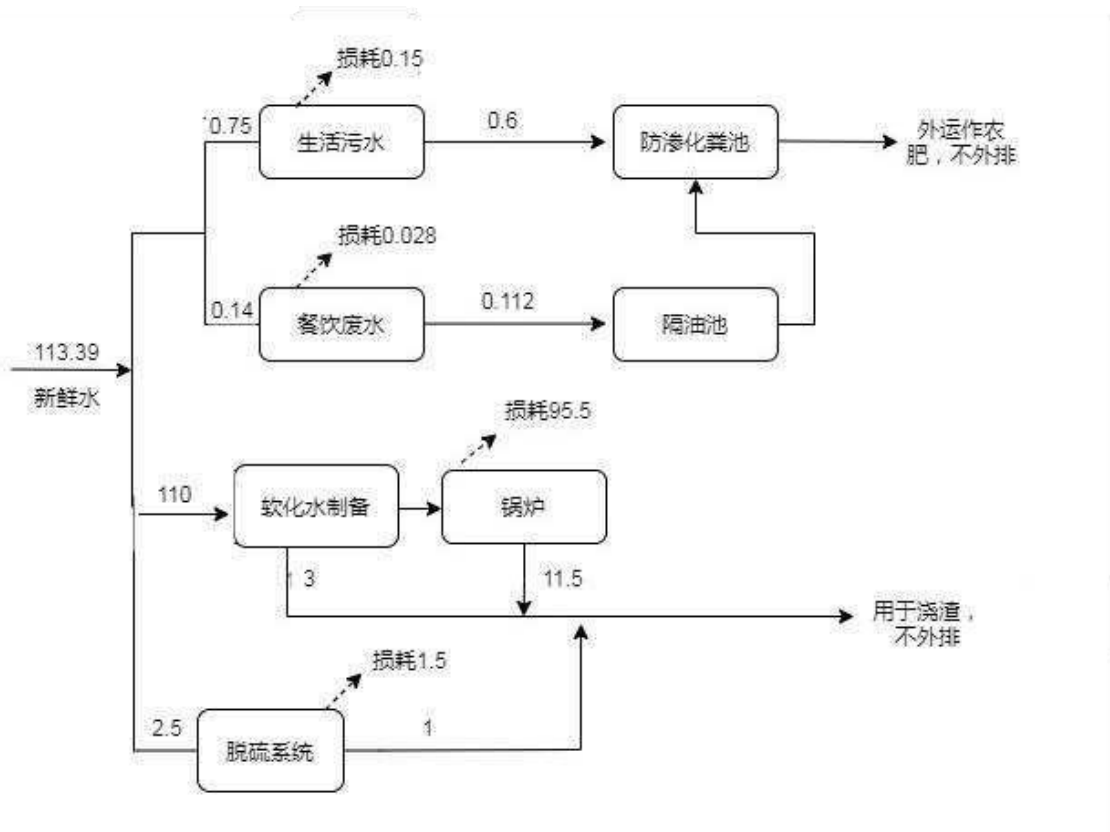 损耗0.15
0.75
生活污水
0.6
防渗化粪池
外运作农
肥，不外排
损耗0.028
0.14
餐饮废水
0.112
隔油池
113.39
新鲜水
损耗95.5
110
软化水制备
锅炉
3
11.5
用于浇渣，
不外排
损耗1.5
2.5
脱硫系统
1